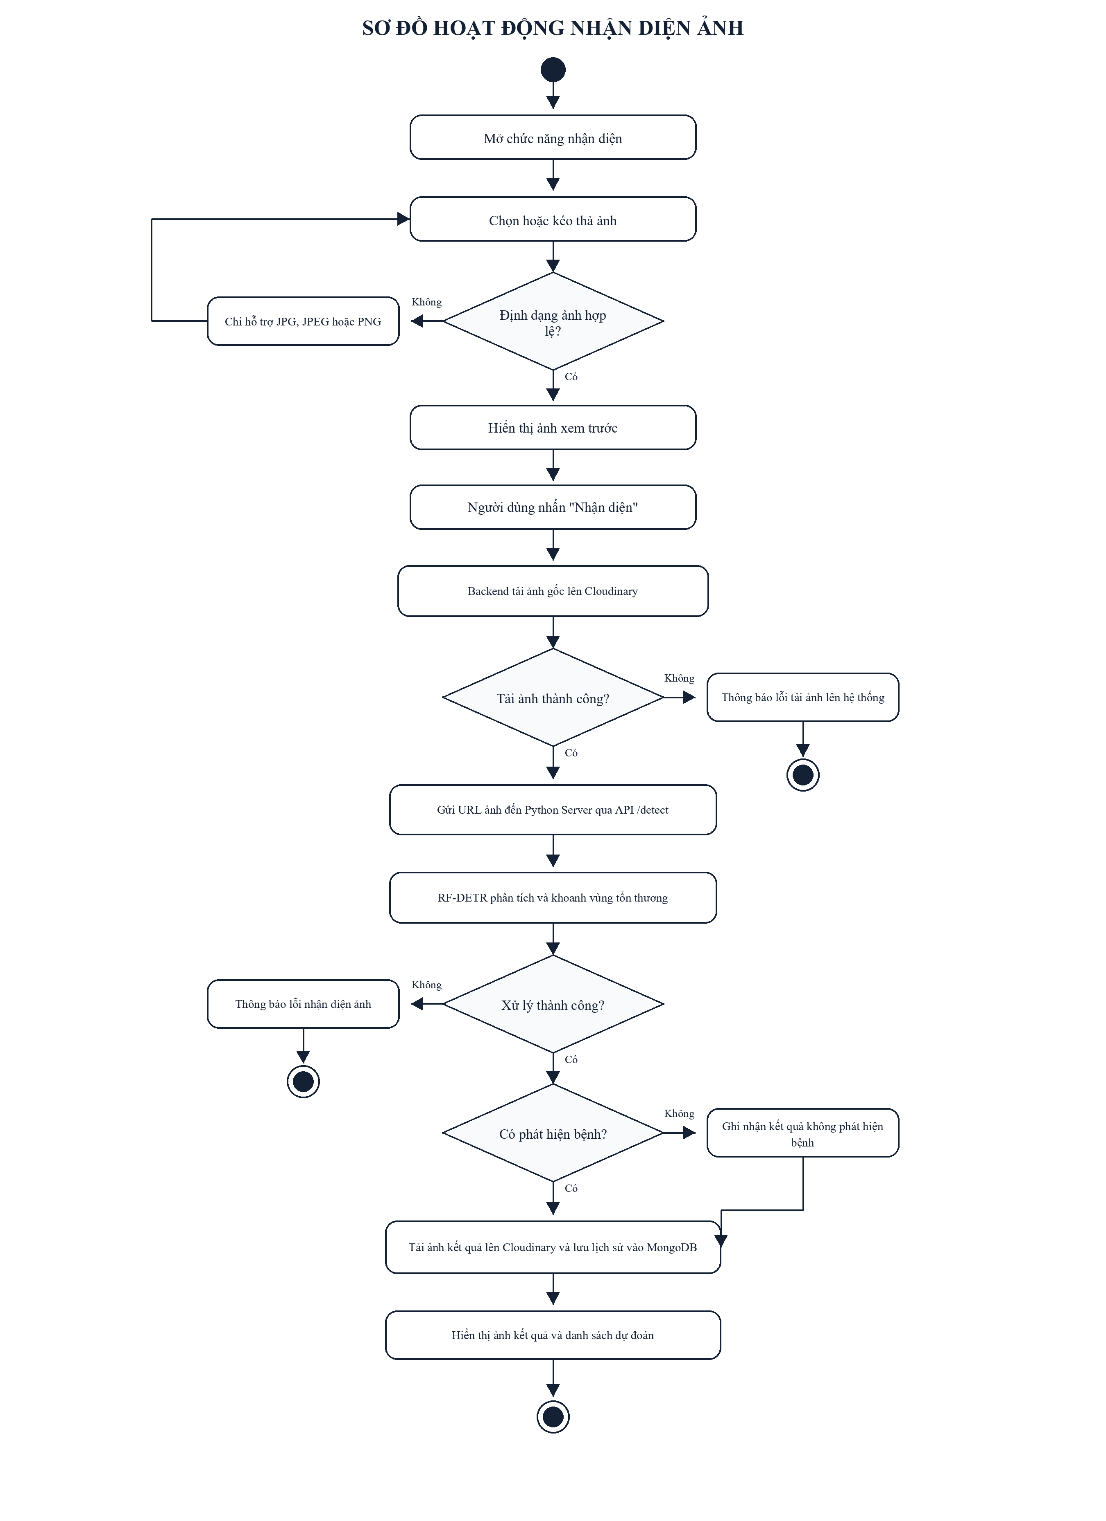 SƠ ĐỒ HOẠT ĐỘNG NHẬN DIỆN ẢNH
Mở chức năng nhận diện
Chọn hoặc kéo thả ảnh
Định dạng ảnh hợp
lệ?
Không
Chỉ hỗ trợ JPG, JPEG hoặc PNG
Có
Hiển thị ảnh xem trước
Người dùng nhấn "Nhận diện"
Backend tải ảnh gốc lên Cloudinary
Tải ảnh thành công?
Không
Thông báo lỗi tải ảnh lên hệ thống
Có
Gửi URL ảnh đến Python Server qua API /detect
RF-DETR phân tích và khoanh vùng tổn thương
Xử lý thành công?
Không
Thông báo lỗi nhận diện ảnh
Có
Có phát hiện bệnh?
Không
Ghi nhận kết quả không phát hiện
bệnh
Có
Tải ảnh kết quả lên Cloudinary và lưu lịch sử vào MongoDB
Hiển thị ảnh kết quả và danh sách dự đoán